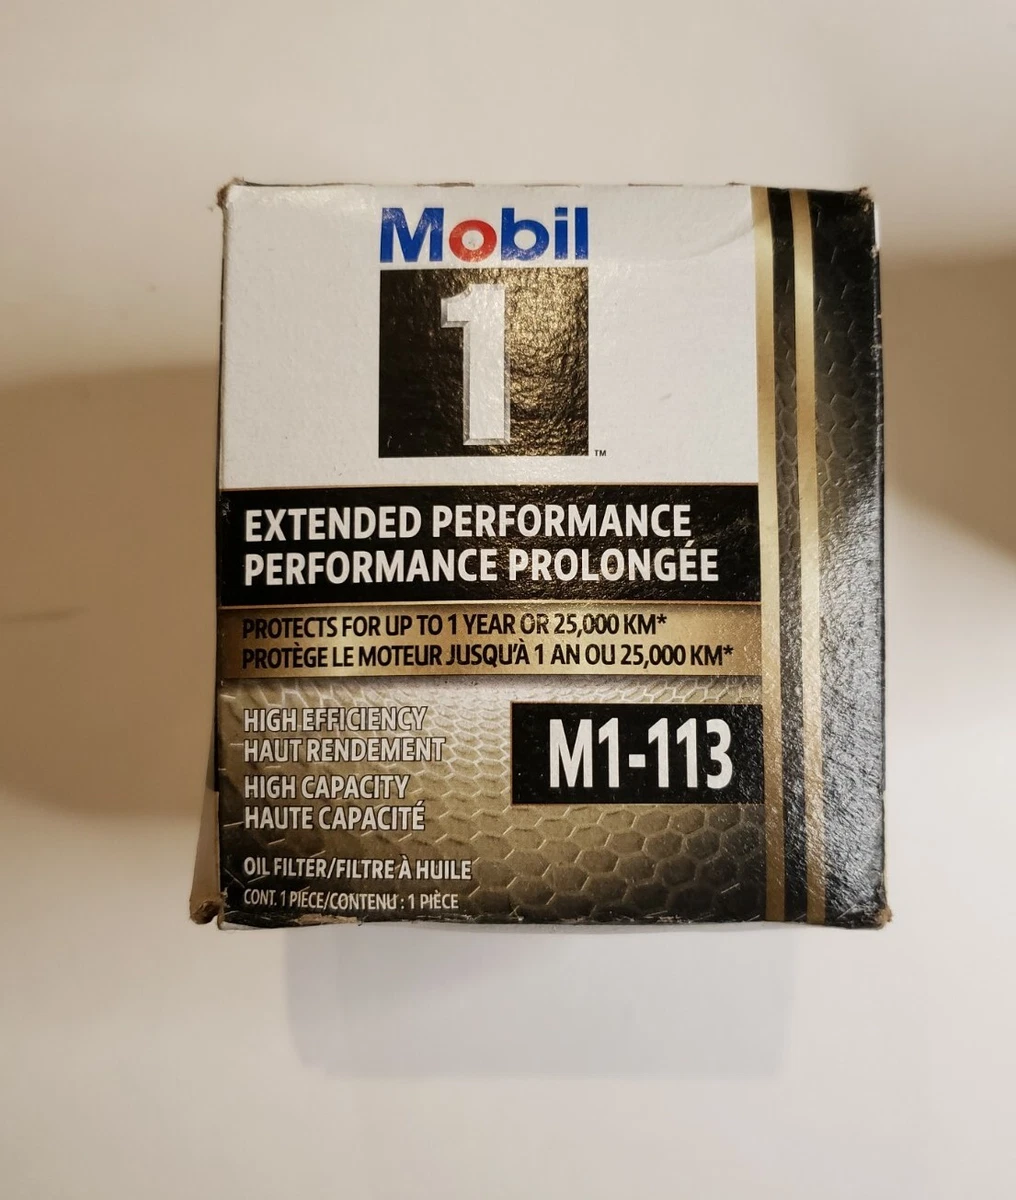 Mobil
1
™
EXTENDED PERFORMANCE
PERFORMANCE PROLONGÉE
PROTECTS FOR UP TO 1 YEAR OR 25,000 KM*
PROTÈGE LE MOTEUR JUSQU'À 1 AN OU 25,000 KM*
HIGH EFFICIENCY
HAUT RENDEMENT
HIGH CAPACITY
HAUTE CAPACITÉ
M1-113
OIL FILTER/FILTRE À HUILE
CONT. 1 PIECE/CONTENU : 1 PIÈCE